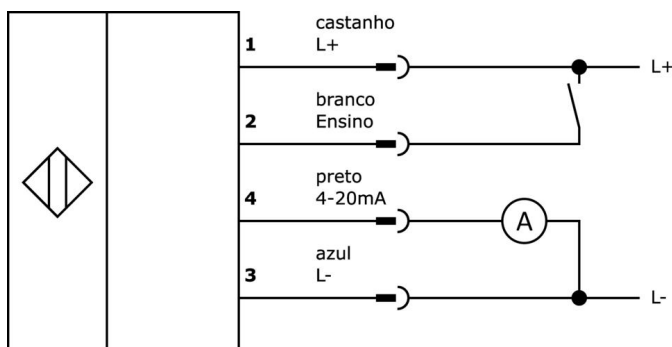 castanho
1 L+
L+
branco
2 Ensino
preto
4 4-20mA
A
azul
3 L-
L-